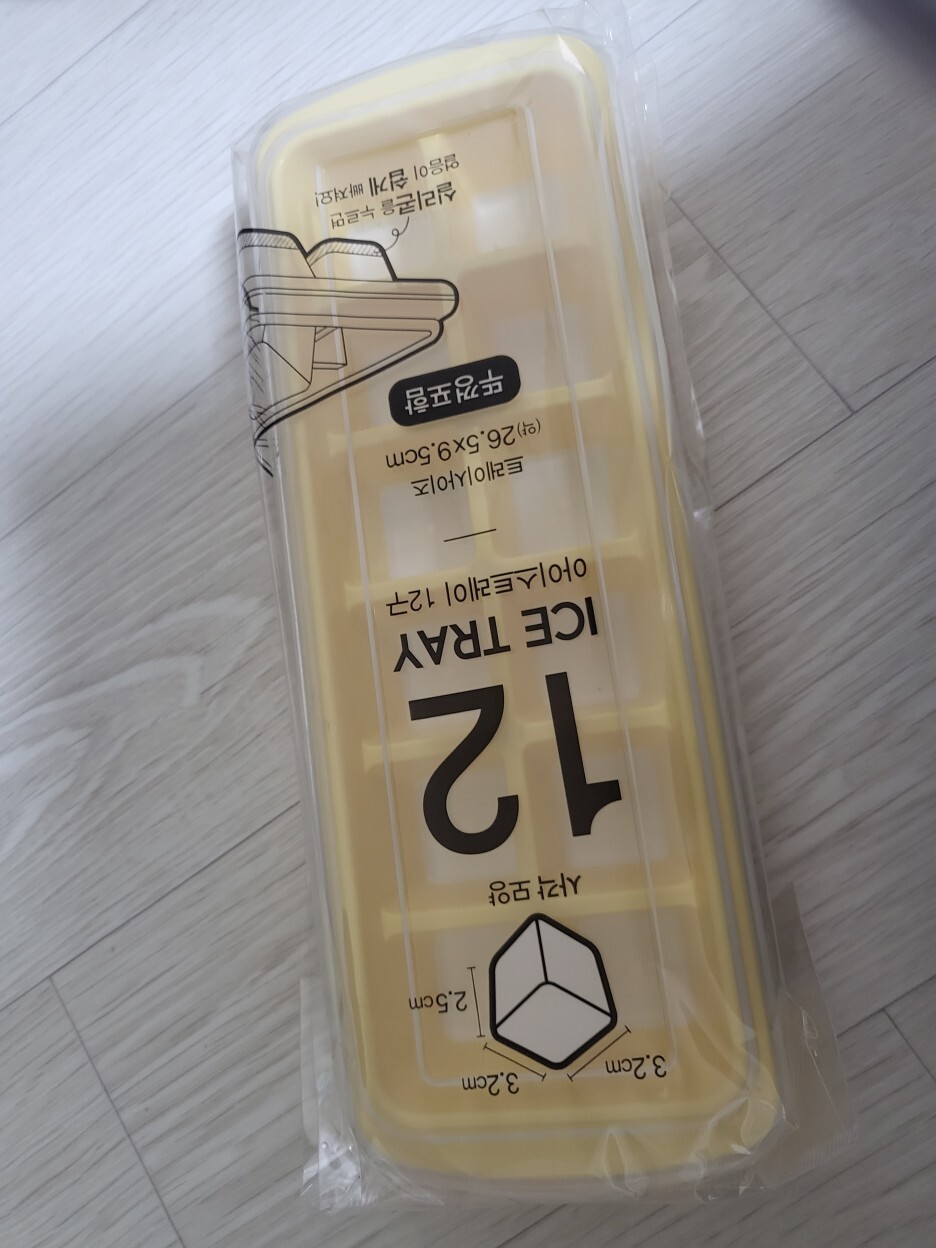 3.2cm
3.2cm
2.5cm
사각 모양
12
ICE TRAY
아이스트레이 12구
트레이사이즈
(약)26.5x9.5cm
뚜껑포함
실리콘을 누르면
얼음이 쉽게 빠져요!